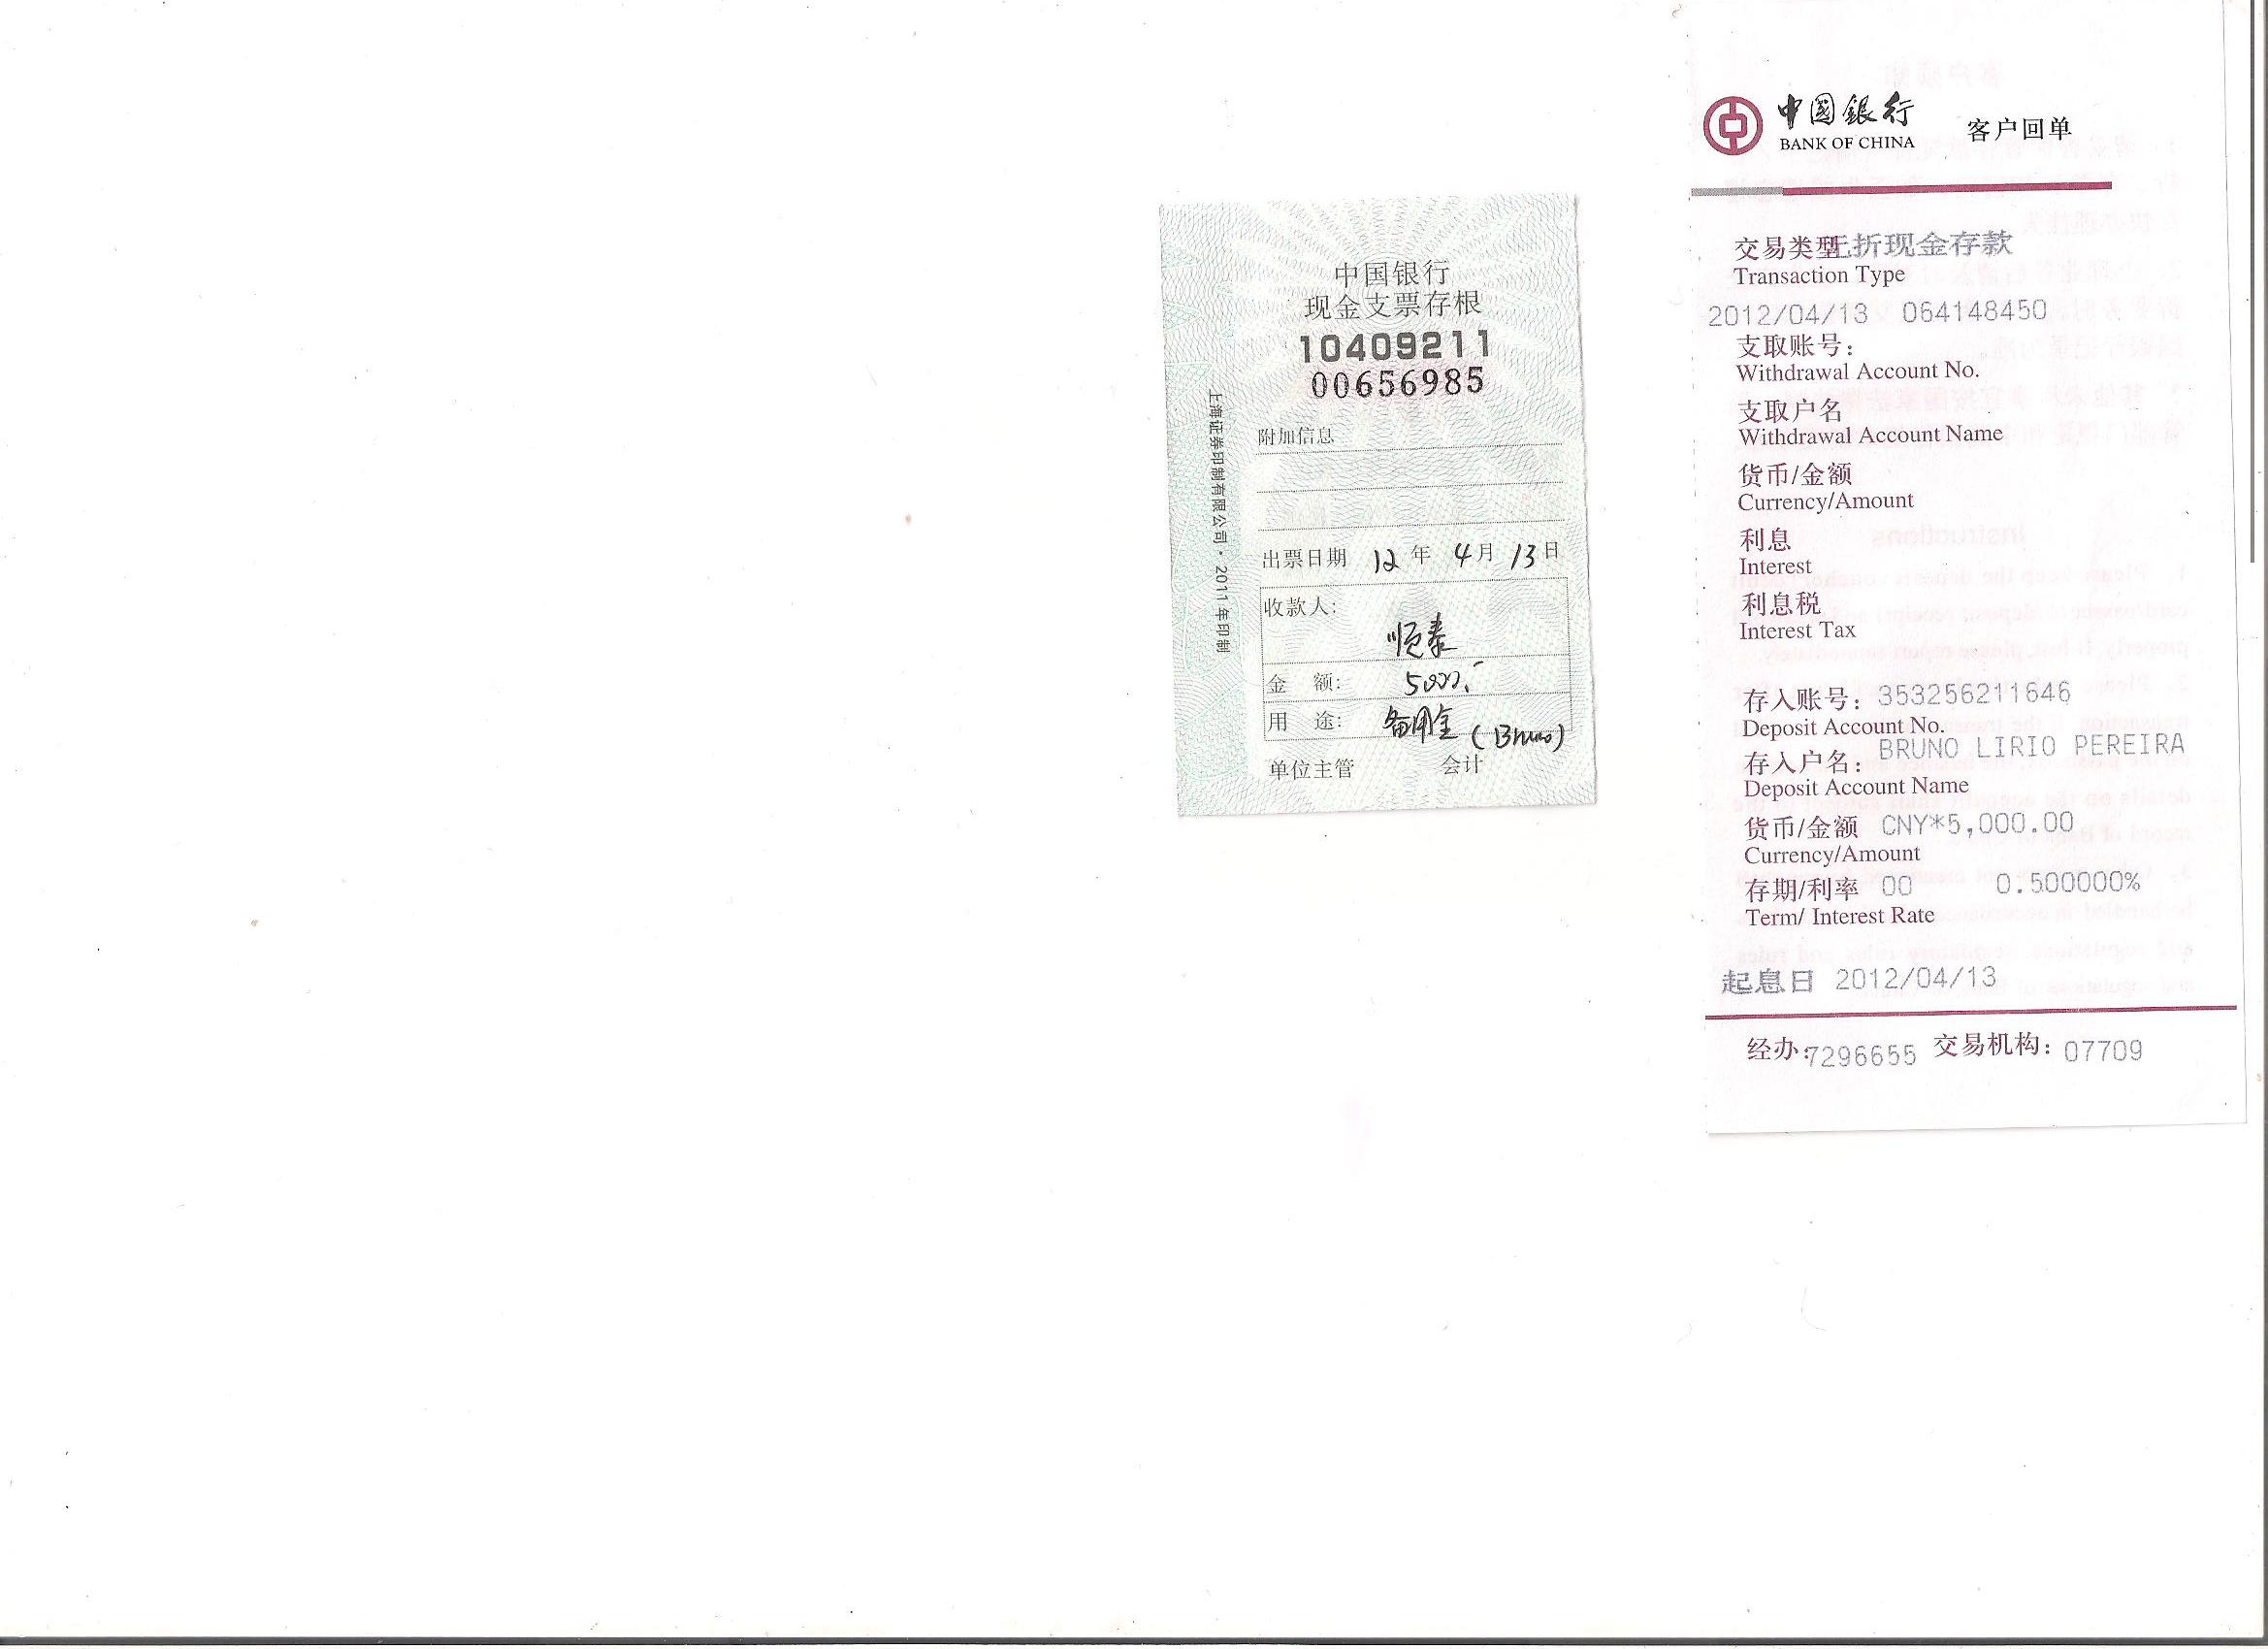 中国银行
现金支票存根
10409211
00656985
附加信息
出票日期 12 年 4 月 13 日
收款人:
顺泰
金 额: 5000.-
用 途: 备用金 (Bruno)
单位主管 会计
上海证券印制有限公司·2011年印制
中國銀行 客户回单
BANK OF CHINA
交易类型 无折现金存款
Transaction Type
2012/04/13 064148450
支取账号:
Withdrawal Account No.
支取户名
Withdrawal Account Name
货币/金额
Currency/Amount
利息
Interest
利息税
Interest Tax
存入账号: 353256211646
Deposit Account No.
存入户名: BRUNO LIRIO PEREIRA
Deposit Account Name
货币/金额 CNY*5,000.00
Currency/Amount
存期/利率 00 0.500000%
Term/ Interest Rate
起息日 2012/04/13
经办:7296655 交易机构: 07709